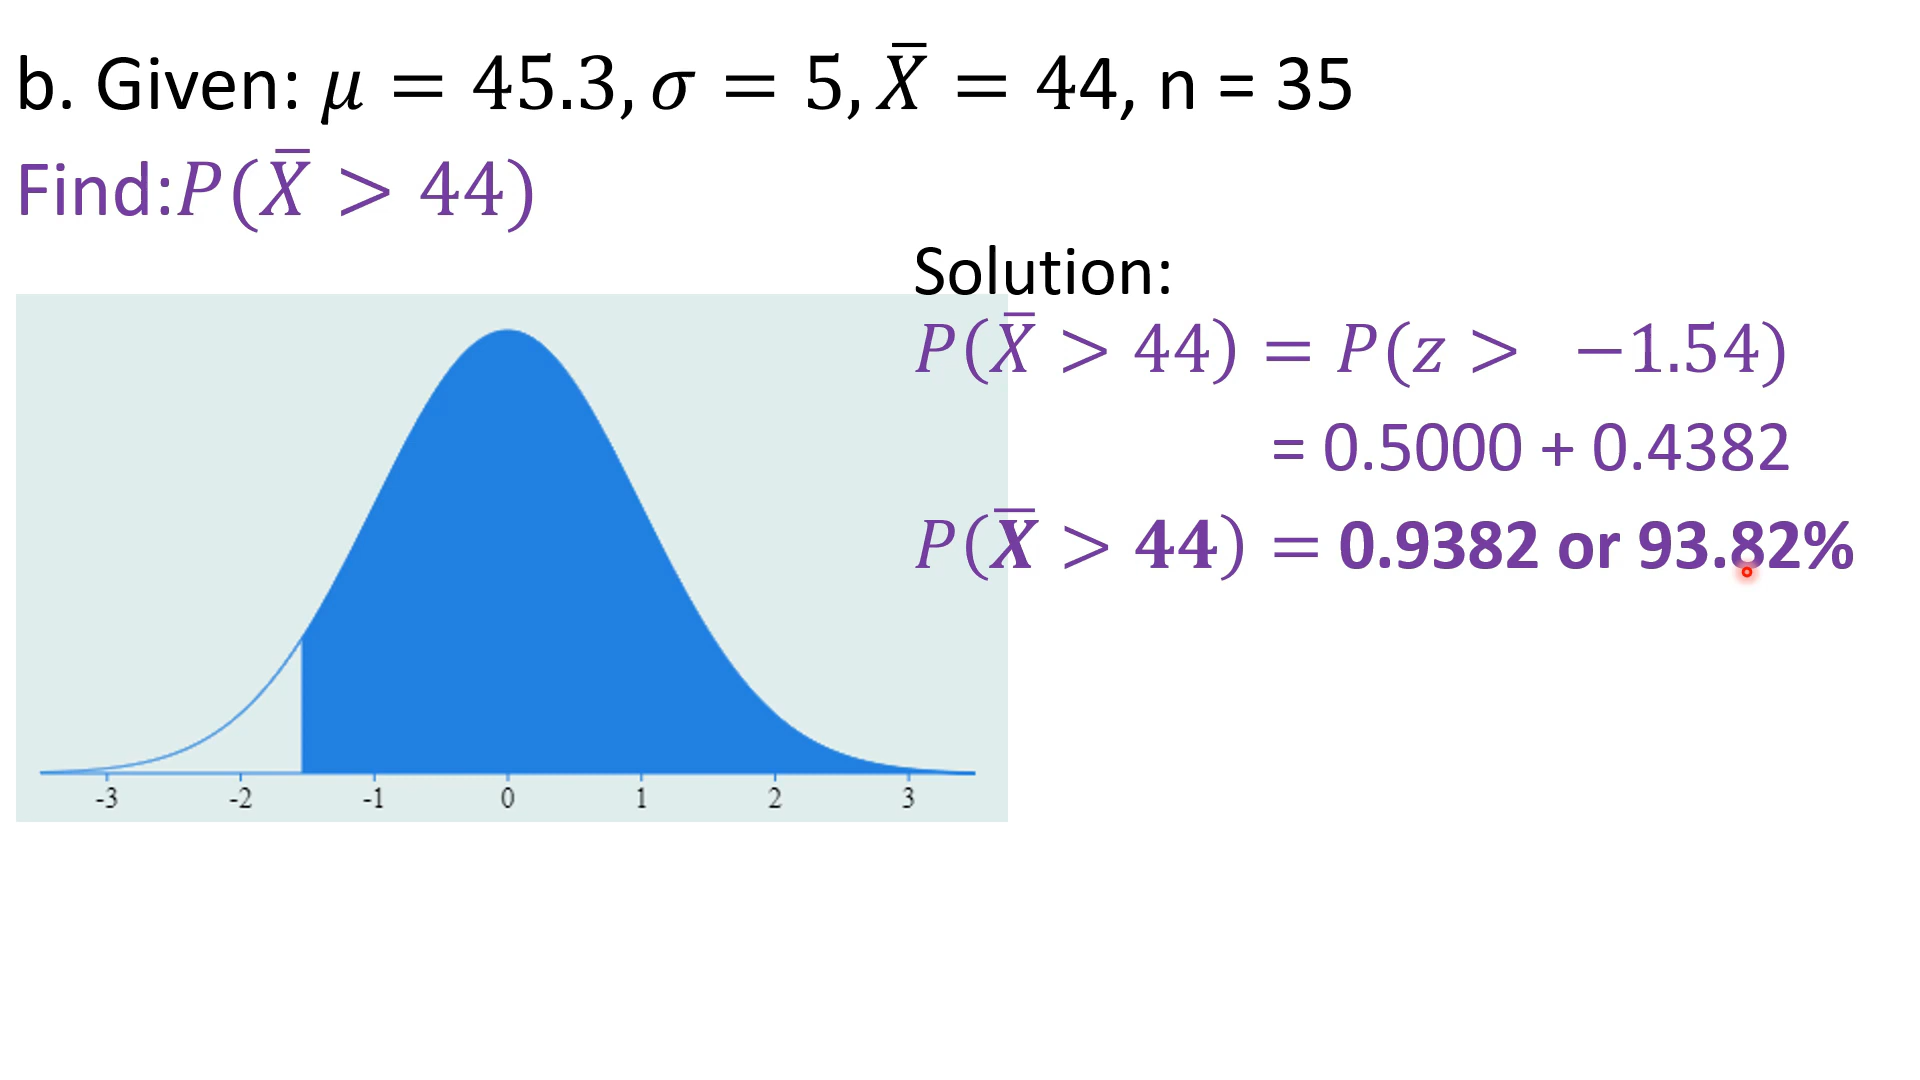 b. Given: 𝜇 = 45.3, 𝜎 = 5, X̄ = 44, n = 35
Find:P(X̄ > 44)
Solution:
P(X̄ > 44) = P(z > −1.54)
= 0.5000 + 0.4382
P(X̄ > 44) = 0.9382 or 93.82%
-3 -2 -1 0 1 2 3